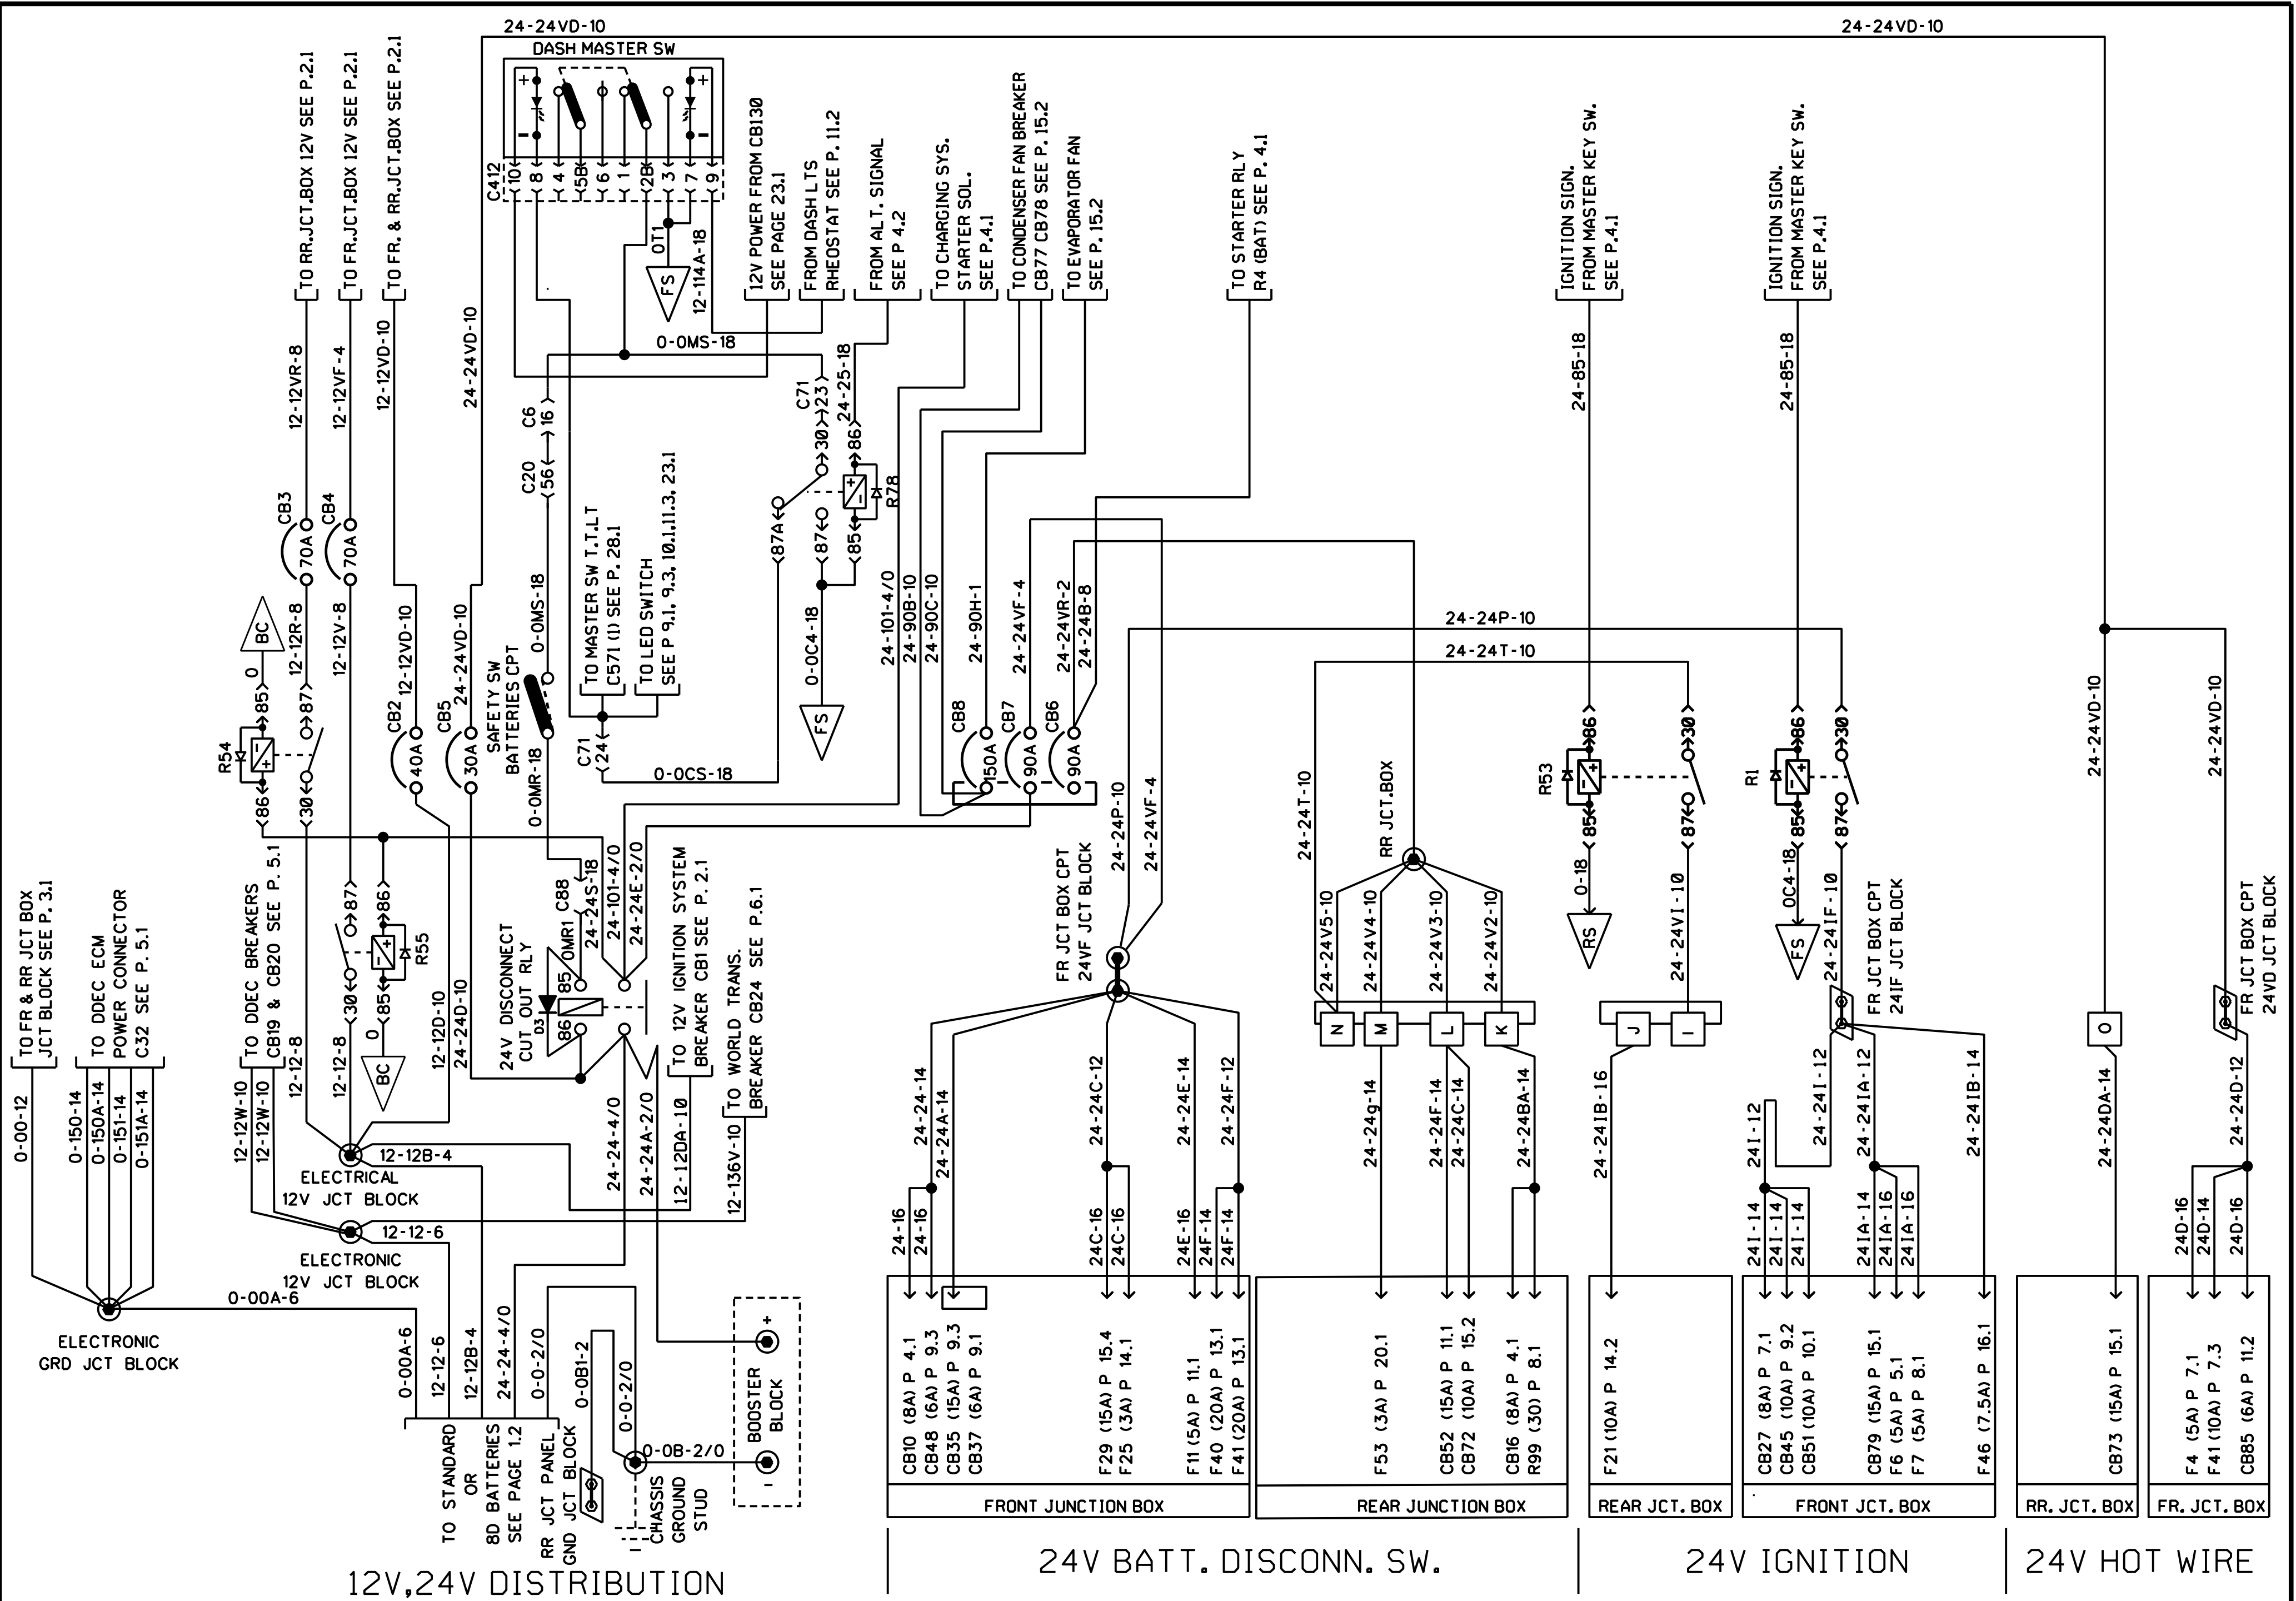 24-24VD-10
24-24VD-10
DASH MASTER SW
+
-
+
-
C412
10
8
4
5B
6
1
2B
3
7
9
TO RR.JCT.BOX 12V SEE P.2.1
TO FR.JCT.BOX 12V SEE P.2.1
TO FR. & RR.JCT.BOX SEE P.2.1
12V POWER FROM CB130
SEE PAGE 23.1
FROM DASH LTS
RHEOSTAT SEE P. 11.2
FROM ALT. SIGNAL
SEE P 4.2
TO CHARGING SYS.
STARTER SOL.
SEE P.4.1
TO CONDENSER FAN BREAKER
CB77 CB78 SEE P. 15.2
TO EVAPORATOR FAN
SEE P. 15.2
TO STARTER RLY
R4 (BAT) SEE P. 4.1
IGNITION SIGN.
FROM MASTER KEY SW.
SEE P.4.1
IGNITION SIGN.
FROM MASTER KEY SW.
SEE P.4.1
0T1
FS
12-114A-18
0-0MS-18
12-12VR-8
12-12VF-4
12-12VD-10
24-24VD-10
C6
16
C20
56
C71
23
24-25-18
30
86
R78
87A
87
85
24-85-18
24-85-18
CB3
70A
CB4
70A
BC
0
85
12-12R-8
87
12-12V-8
12-12VD-10
24-24VD-10
R54
86
30
CB2
40A
CB5
30A
SAFETY SW
BATTERIES CPT
0-0MS-18
0-0MR-18
TO MASTER SW T.T.LT
C571 (1) SEE P. 28.1
TO LED SWITCH
SEE P 9.1, 9.3, 10.1,11.3, 23.1
C71
24
0-0CS-18
0-0C4-18
FS
24-101-4/0
24-90B-10
24-90C-10
24-90H-1
24-24VF-4
24-24VR-2
24-24B-8
CB8
150A
CB7
90A
CB6
90A
24-24P-10
24-24T-10
24-24P-10
24-24VF-4
24-24T-10
RR JCT.BOX
R53
86
30
85
87
0-18
RS
24-24VI-10
R1
86
30
85
87
0C4-18
FS
24-24IF-10
FR JCT BOX CPT
24IF JCT BLOCK
24-24VD-10
24-24VD-10
FR JCT BOX CPT
24VD JCT BLOCK
TO FR & RR JCT BOX
JCT BLOCK SEE P. 3.1
TO DDEC ECM
POWER CONNECTOR
C32 SEE P. 5.1
TO DDEC BREAKERS
CB19 & CB20 SEE P. 5.1
87
86
R55
30
85
0
BC
12-12-8
12-12-8
12-12D-10
24-24D-10
24V DISCONNECT
CUT OUT RLY
D3
86
85
0MR1
C88
24-24S-18
24-101-4/0
24-24E-2/0
TO 12V IGNITION SYSTEM
BREAKER CB1 SEE P. 2.1
TO WORLD TRANS.
BREAKER CB24 SEE P.6.1
FR JCT BOX CPT
24VF JCT BLOCK
24-24V5-10
24-24V4-10
24-24V3-10
24-24V2-10
N
M
L
K
J
I
O
0-00-12
0-150-14
0-150A-14
0-151-14
0-151A-14
12-12W-10
12-12W-10
12-12B-4
ELECTRICAL
12V JCT BLOCK
12-12-6
ELECTRONIC
12V JCT BLOCK
0-00A-6
ELECTRONIC
GRD JCT BLOCK
24-24-4/0
24-24A-2/0
12-12DA-10
12-136V-10
24-24-14
24-24A-14
24-24C-12
24-24E-14
24-24F-12
24-24g-14
24-24F-14
24-24C-14
24-24BA-14
24-24IB-16
24I-12
24-24I-12
24-24IA-12
24-24IB-14
24-24DA-14
24-24D-12
24-16
24-16
24C-16
24C-16
24E-16
24F-14
24F-14
24I-14
24I-14
24I-14
24IA-14
24IA-16
24IA-16
24D-16
24D-14
24D-16
0-00A-6
12-12-6
12-12B-4
24-24-4/0
0-0-2/0
0-0B1-2
0-0-2/0
0-0B-2/0
TO STANDARD
OR
8D BATTERIES
SEE PAGE 1.2
RR JCT PANEL
GND JCT BLOCK
CHASSIS
GROUND
STUD
BOOSTER
BLOCK
+
-
CB10 (8A) P 4.1
CB48 (6A) P 9.3
CB35 (15A) P 9.3
CB37 (6A) P 9.1
F29 (15A) P 15.4
F25 (3A) P 14.1
F11 (5A) P 11.1
F40 (20A) P 13.1
F41 (20A) P 13.1
F53 (3A) P 20.1
CB52 (15A) P 11.1
CB72 (10A) P 15.2
CB16 (8A) P 4.1
R99 (30) P 8.1
F21 (10A) P 14.2
CB27 (8A) P 7.1
CB45 (10A) P 9.2
CB51 (10A) P 10.1
CB79 (15A) P 15.1
F6 (5A) P 5.1
F7 (5A) P 8.1
F46 (7.5A) P 16.1
CB73 (15A) P 15.1
F4 (5A) P 7.1
F41 (10A) P 7.3
CB85 (6A) P 11.2
FRONT JUNCTION BOX
REAR JUNCTION BOX
REAR JCT. BOX
FRONT JCT. BOX
RR. JCT. BOX
FR. JCT. BOX
12V,24V DISTRIBUTION
24V BATT. DISCONN. SW.
24V IGNITION
24V HOT WIRE